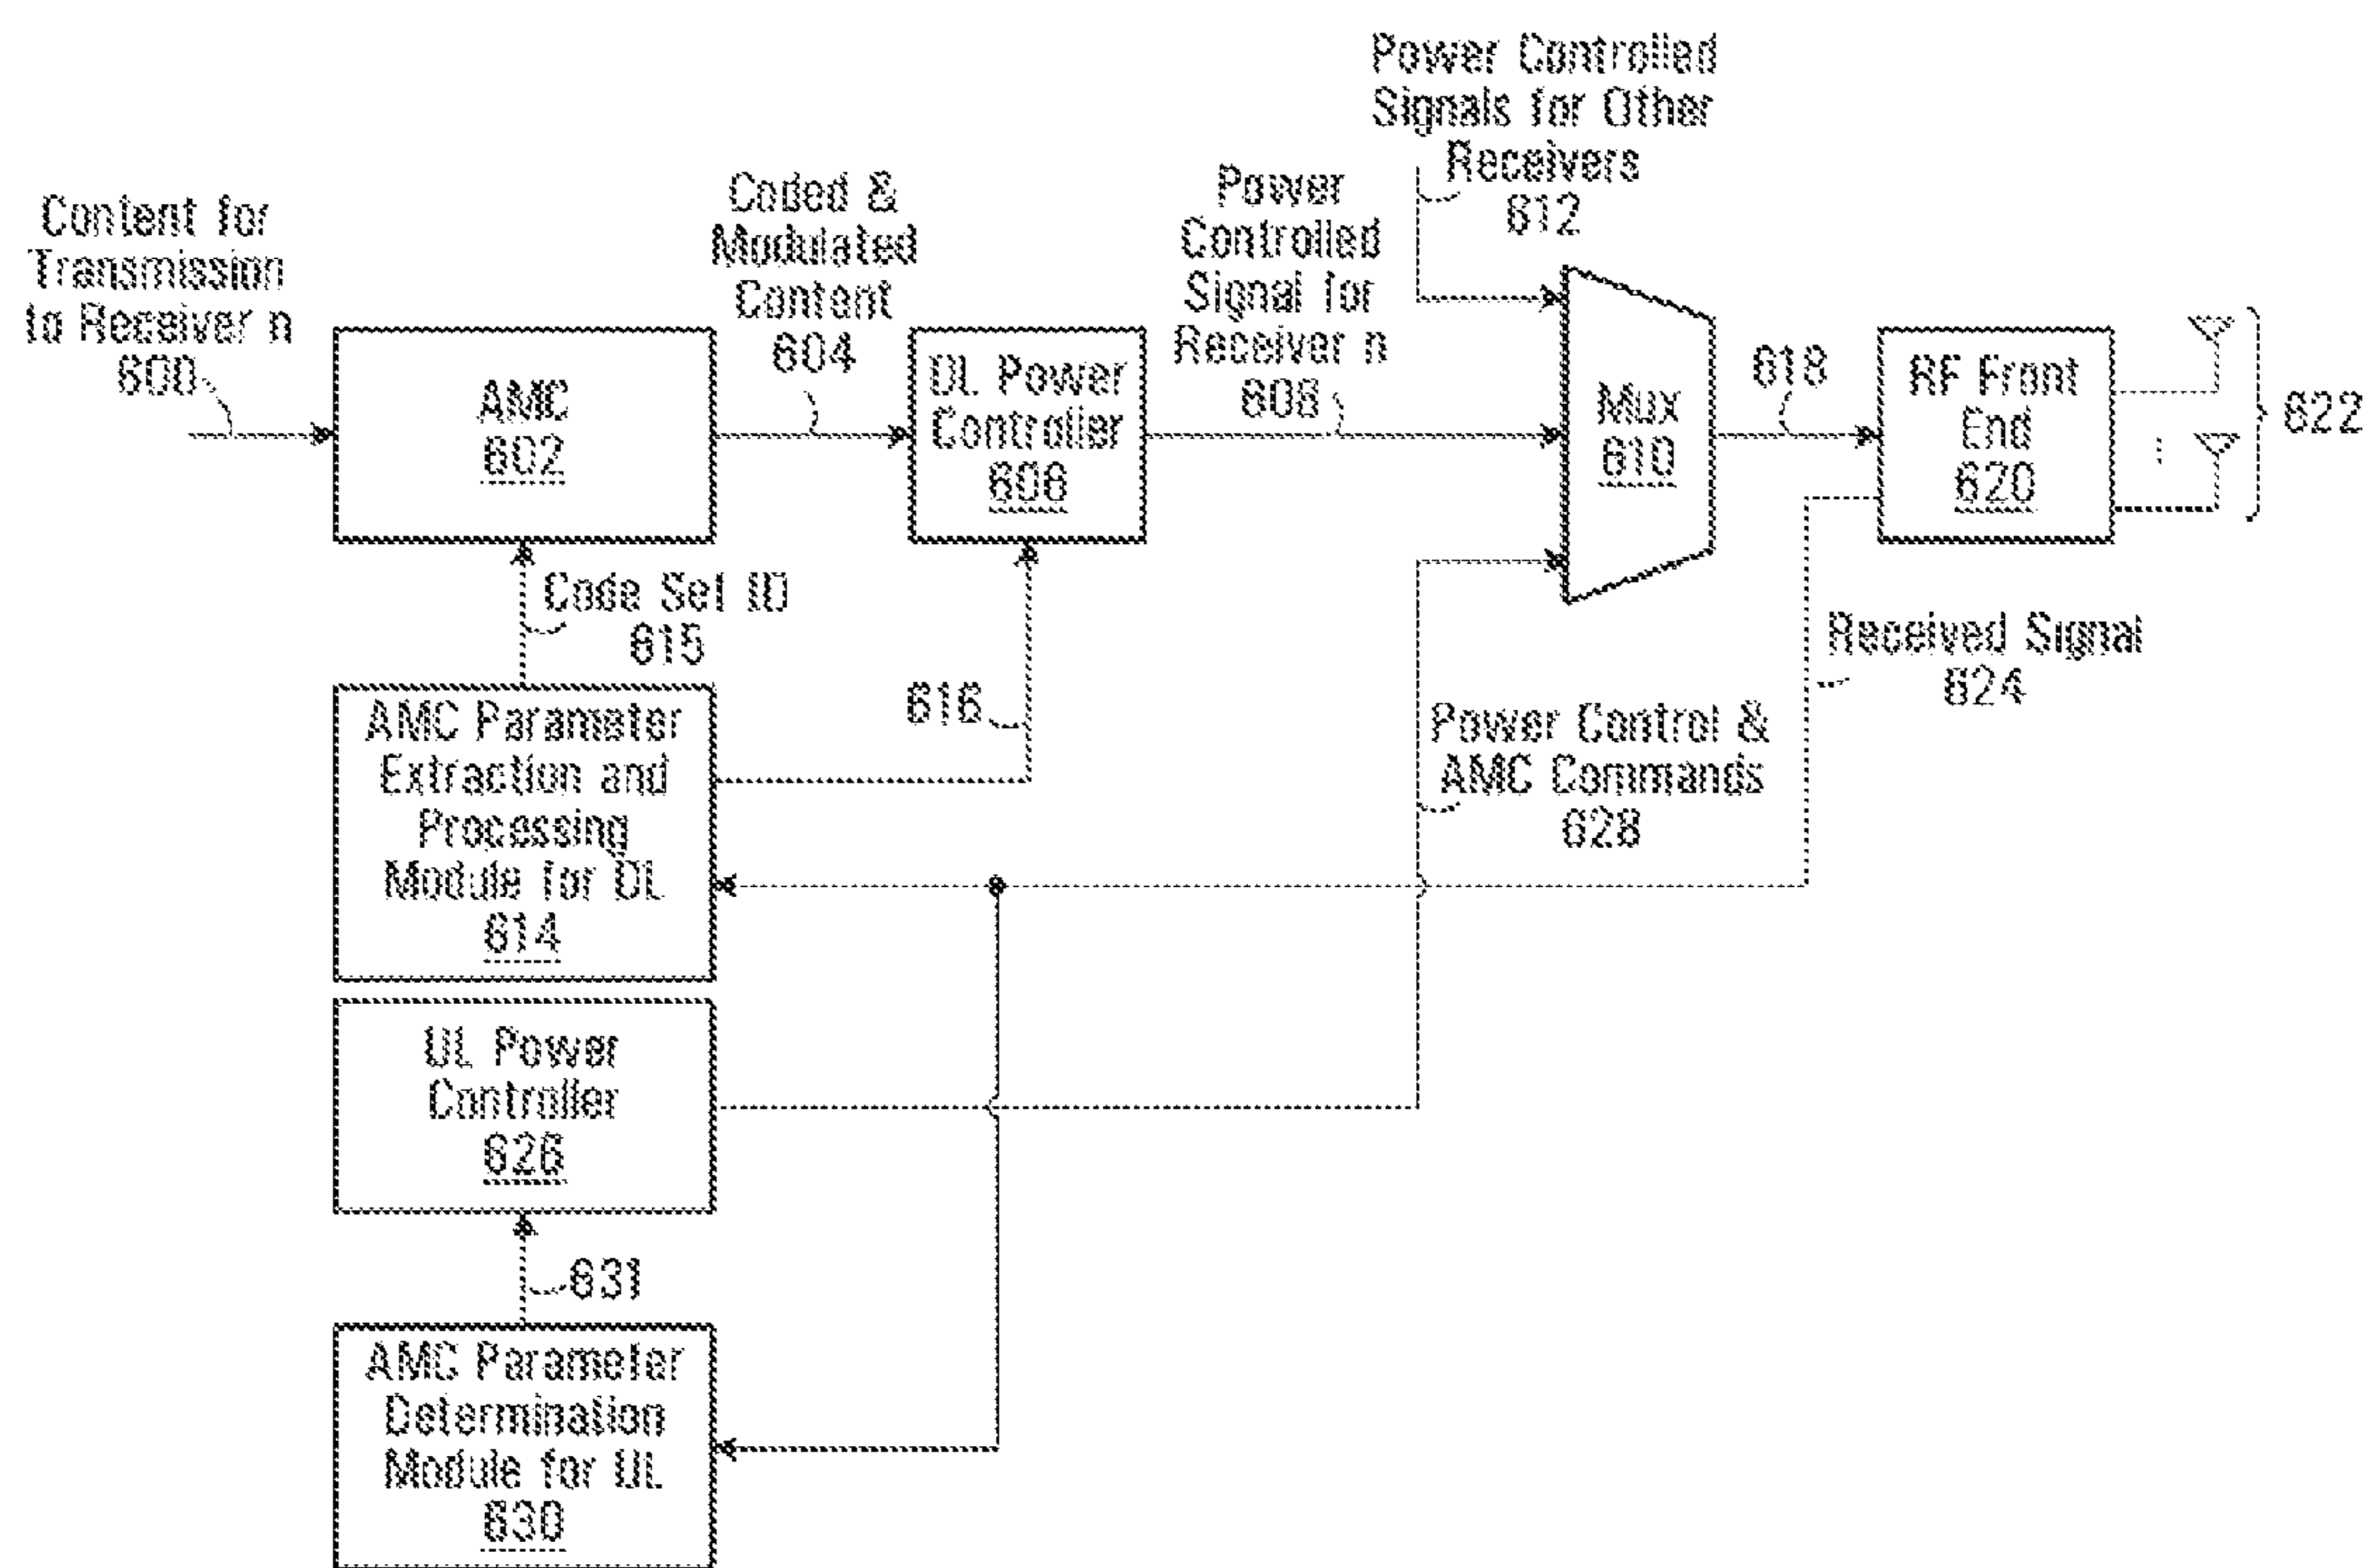 Power Controlled
Signals for Other
Receivers
612
Content for
Transmission
to Receiver n
600
Coded &
Modulated
Content
604
Power
Controlled
Signal for
Receiver n
608
AMC
602
DL Power
Controller
606
Mux
610
618
RF Front
End
620
622
Code Set ID
615
616
Received Signal
624
AMC Parameter
Extraction and
Processing
Module for DL
614
Power Control &
AMC Commands
628
UL Power
Controller
626
631
AMC Parameter
Determination
Module for UL
630